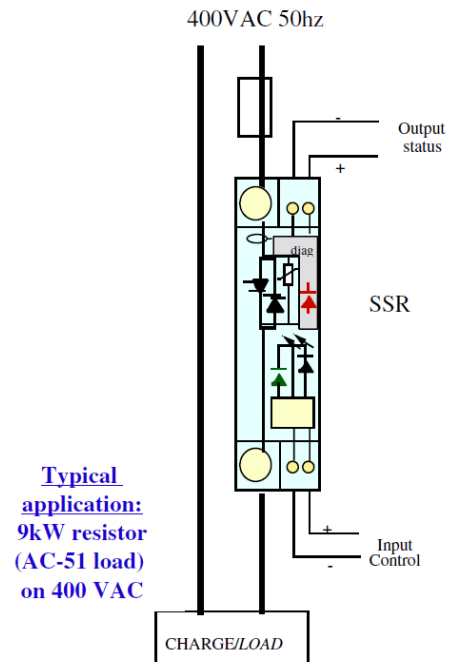 400VAC 50hz
-
Output
status
+
diag
SSR
Typical
application:
9kW resistor
(AC-51 load)
on 400 VAC
+
Input
Control
-
CHARGE/LOAD